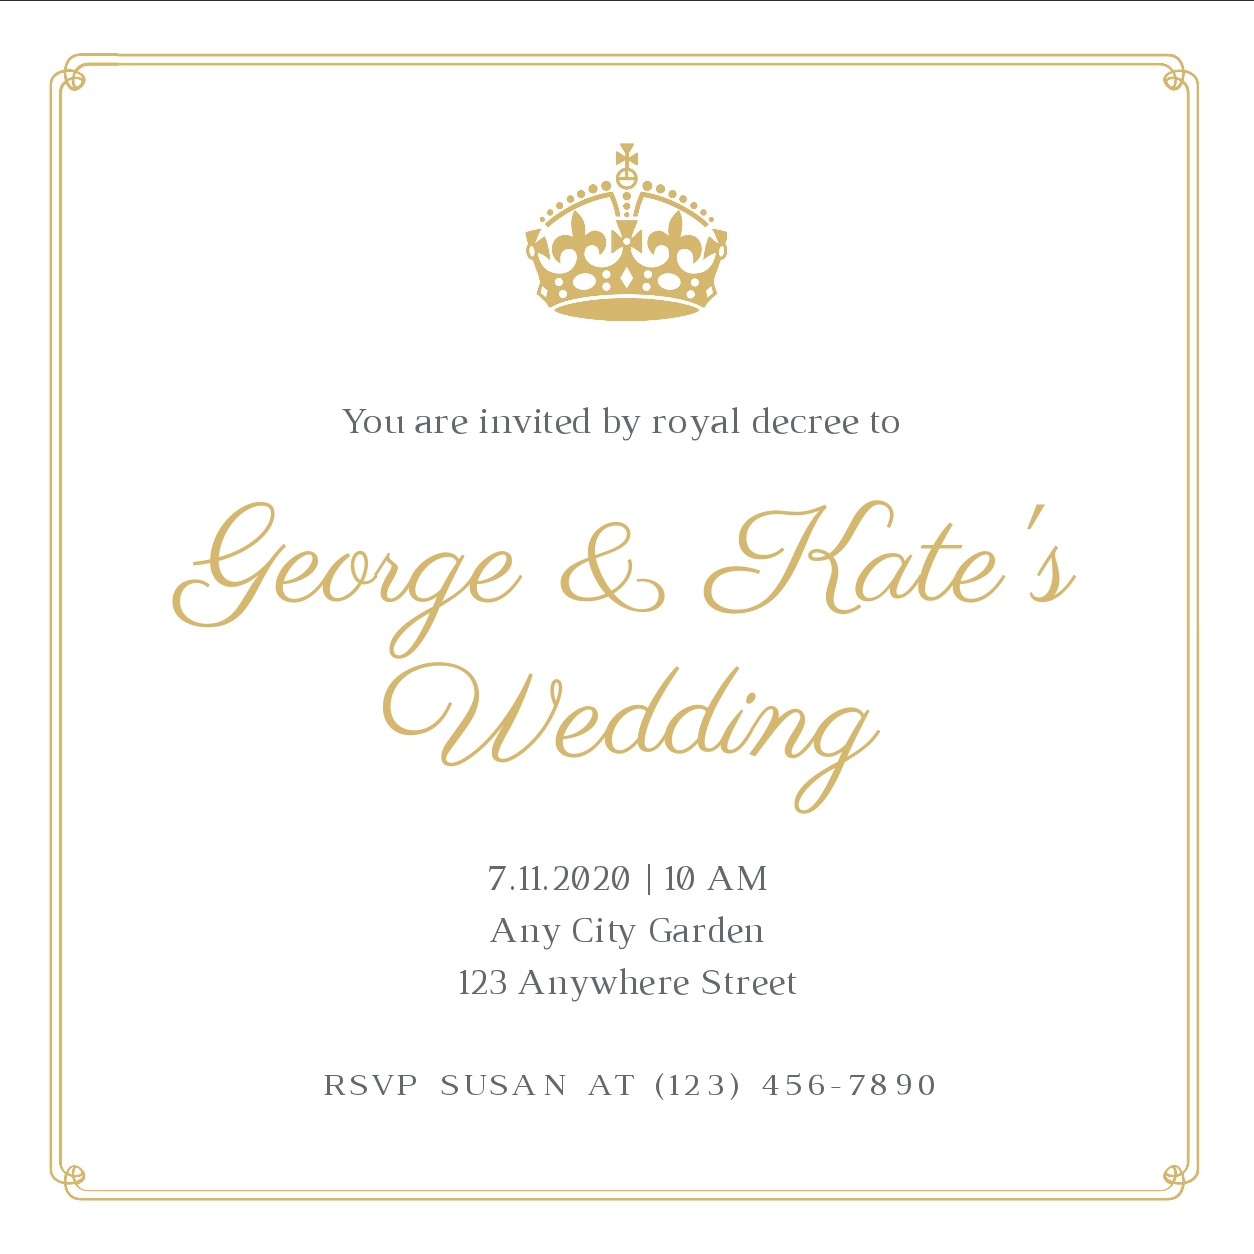 You are invited by royal decree to
George & Kate's
Wedding
7.11.2020 | 10 AM
Any City Garden
123 Anywhere Street
RSVP SUSAN AT (123) 456-7890